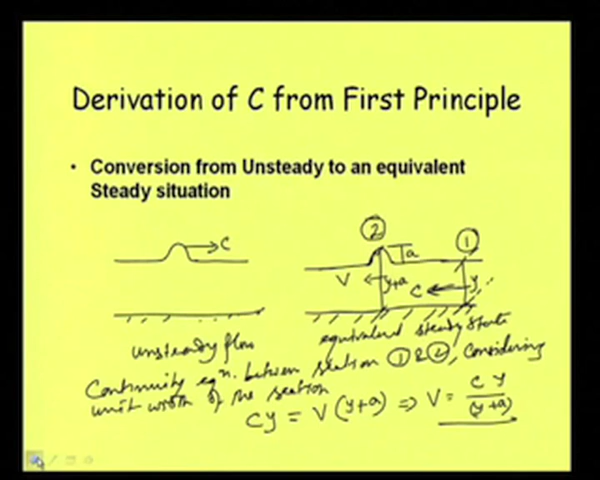 Derivation of C from First Principle
• Conversion from Unsteady to an equivalent
Steady situation
C
② ①
a
V y+a C y
unsteady flow
equivalent steady state
Continuity eqn. between section ① & ②, Considering
unit width of the section
Cy = V(y+a) ⇒ V = Cy/(y+a)